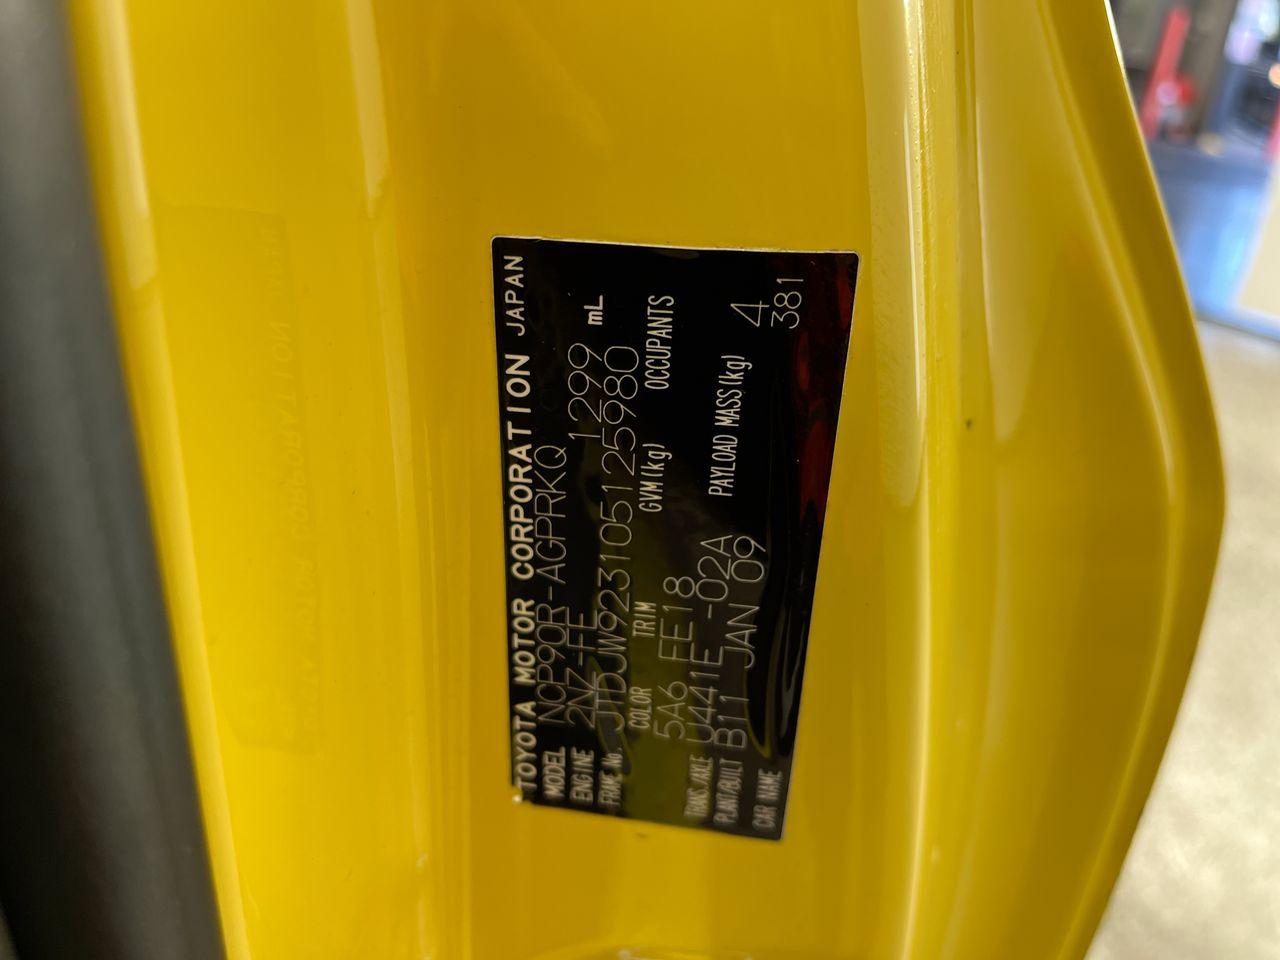 TOYOTA MOTOR CORPORATION JAPAN
MODEL NCP90R-AGPRKQ
ENGINE 2NZ-FE 1299 mL
FRAME No. JTDJW923105125980
COLOR TRIM GVM(kg) OCCUPANTS
5A6 FE18
TRANS/AXLE U441E -02A PAYLOAD MASS(kg) 4
PLANT/BUILT B11 JAN 09 381
CAR NAME